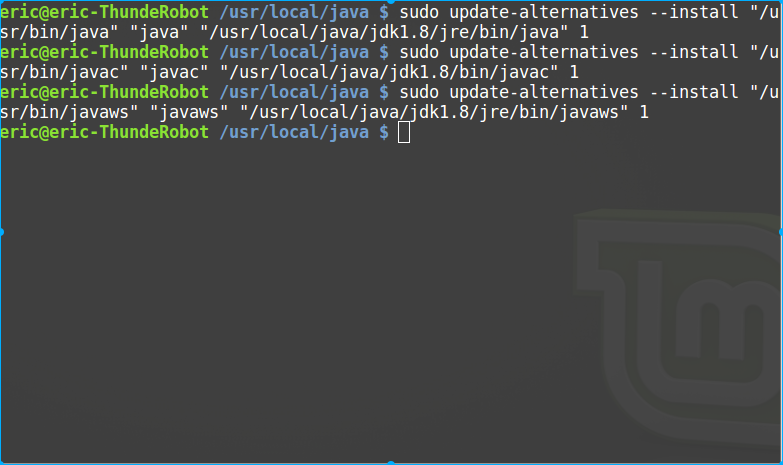 eric@eric-ThundeRobot /usr/local/java $ sudo update-alternatives --install "/u
sr/bin/java" "java" "/usr/local/java/jdk1.8/jre/bin/java" 1
eric@eric-ThundeRobot /usr/local/java $ sudo update-alternatives --install "/u
sr/bin/javac" "javac" "/usr/local/java/jdk1.8/bin/javac" 1
eric@eric-ThundeRobot /usr/local/java $ sudo update-alternatives --install "/u
sr/bin/javaws" "javaws" "/usr/local/java/jdk1.8/jre/bin/javaws" 1
eric@eric-ThundeRobot /usr/local/java $